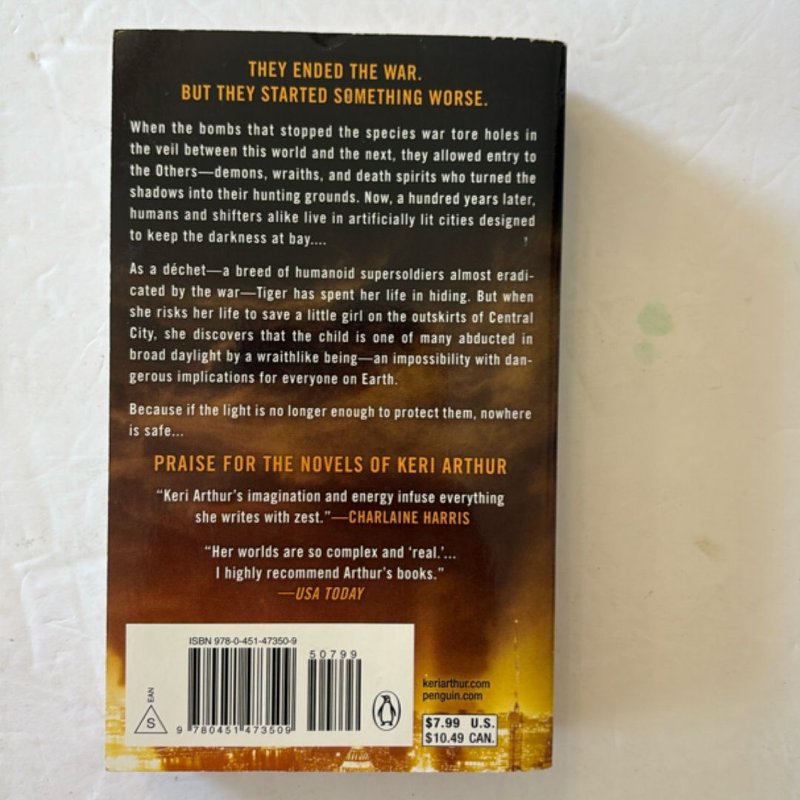 THEY ENDED THE WAR.
BUT THEY STARTED SOMETHING WORSE.
When the bombs that stopped the species war tore holes in
the veil between this world and the next, they allowed entry to
the Others—demons, wraiths, and death spirits who turned the
shadows into their hunting grounds. Now, a hundred years later,
humans and shifters alike live in artificially lit cities designed
to keep the darkness at bay....
As a déchet—a breed of humanoid supersoldiers almost eradi-
cated by the war—Tiger has spent her life in hiding. But when
she risks her life to save a little girl on the outskirts of Central
City, she discovers that the child is one of many abducted in
broad daylight by a wraithlike being—an impossibility with dan-
gerous implications for everyone on Earth.
Because if the light is no longer enough to protect them, nowhere
is safe...
PRAISE FOR THE NOVELS OF KERI ARTHUR
“Keri Arthur’s imagination and energy infuse everything
she writes with zest.”—CHARLAINE HARRIS
“Her worlds are so complex and ‘real.’...
I highly recommend Arthur’s books.”
—USA TODAY
ISBN 978-0-451-47350-9
50799
EAN
S
9 780451 473509
keriarthur.com
penguin.com
$7.99 U.S.
$10.49 CAN.